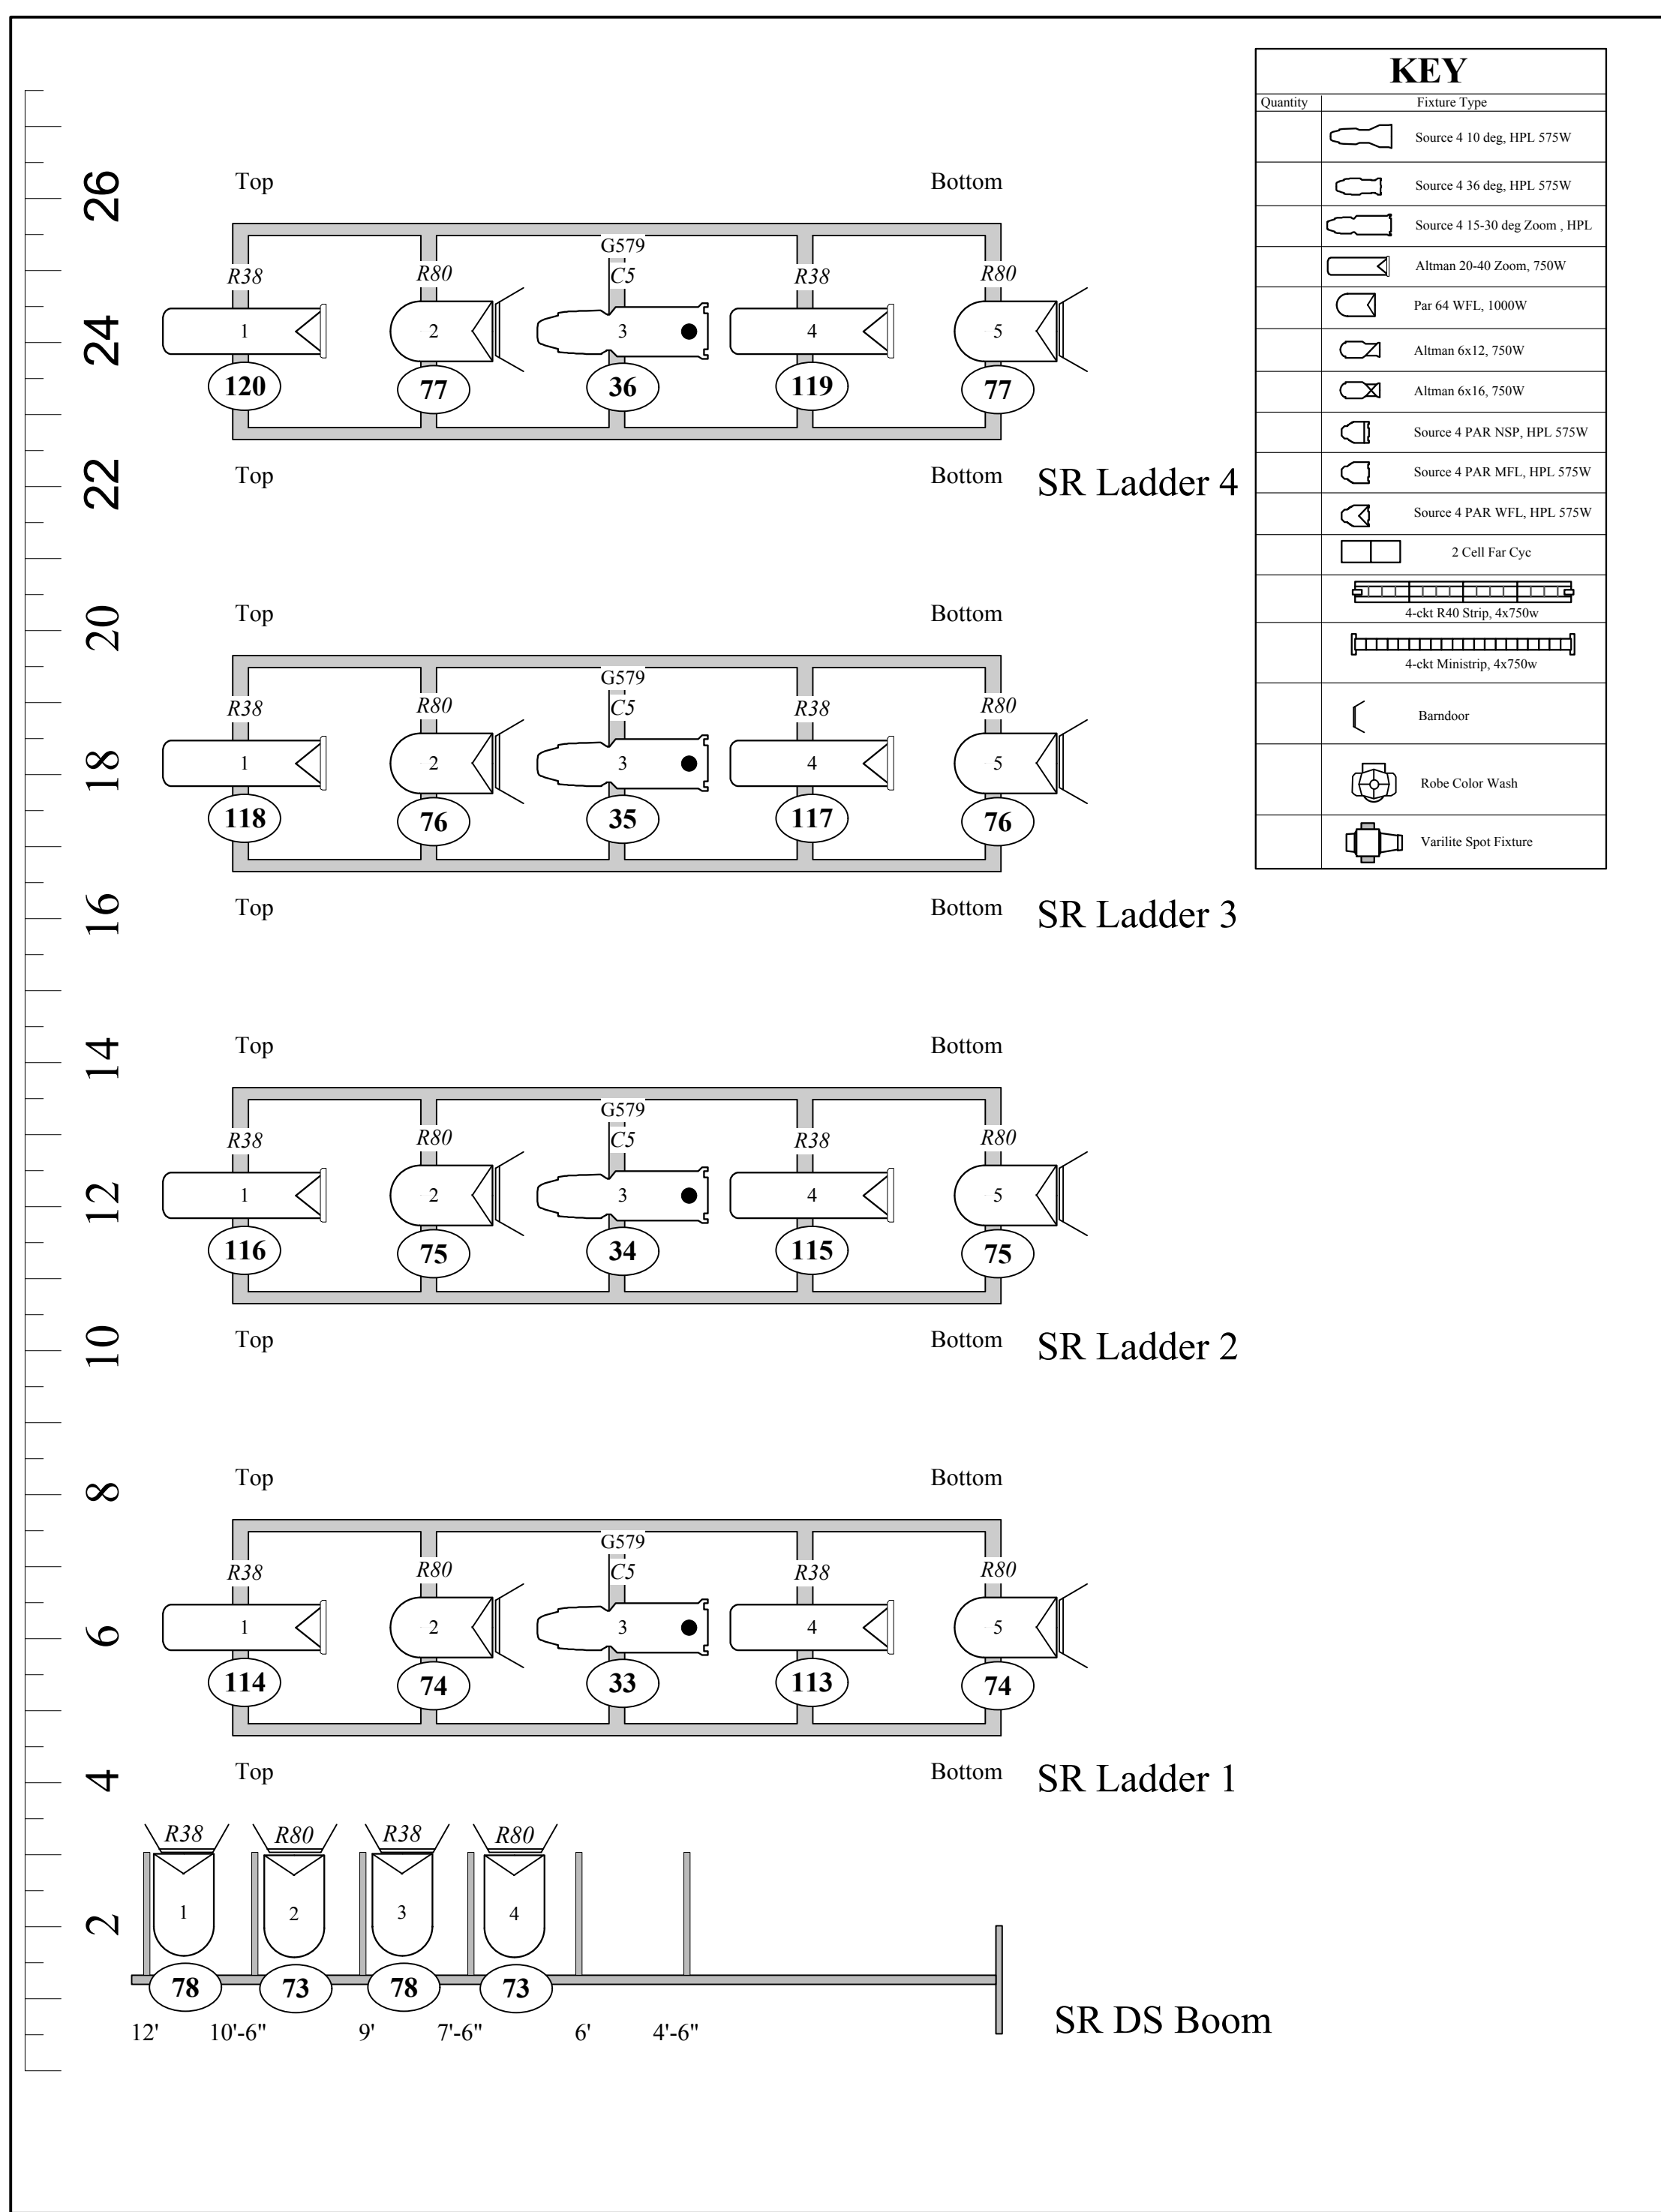 KEY
Quantity Fixture Type
Source 4 10 deg, HPL 575W
Source 4 36 deg, HPL 575W
Source 4 15-30 deg Zoom , HPL
Altman 20-40 Zoom, 750W
Par 64 WFL, 1000W
Altman 6x12, 750W
Altman 6x16, 750W
Source 4 PAR NSP, HPL 575W
Source 4 PAR MFL, HPL 575W
Source 4 PAR WFL, HPL 575W
2 Cell Far Cyc
4-ckt R40 Strip, 4x750w
4-ckt Ministrip, 4x750w
Barndoor
Robe Color Wash
Varilite Spot Fixture
26
24
22
20
18
16
14
12
10
8
6
4
2
Top Bottom
G579
R38 R80 C5 R38 R80
1 2 3 4 5
120 77 36 119 77
Top Bottom
SR Ladder 4
Top Bottom
G579
R38 R80 C5 R38 R80
1 2 3 4 5
118 76 35 117 76
Top Bottom
SR Ladder 3
Top Bottom
G579
R38 R80 C5 R38 R80
1 2 3 4 5
116 75 34 115 75
Top Bottom
SR Ladder 2
Top Bottom
G579
R38 R80 C5 R38 R80
1 2 3 4 5
114 74 33 113 74
Top Bottom
SR Ladder 1
R38 R80 R38 R80
1 2 3 4
78 73 78 73
12' 10'-6" 9' 7'-6" 6' 4'-6"
SR DS Boom